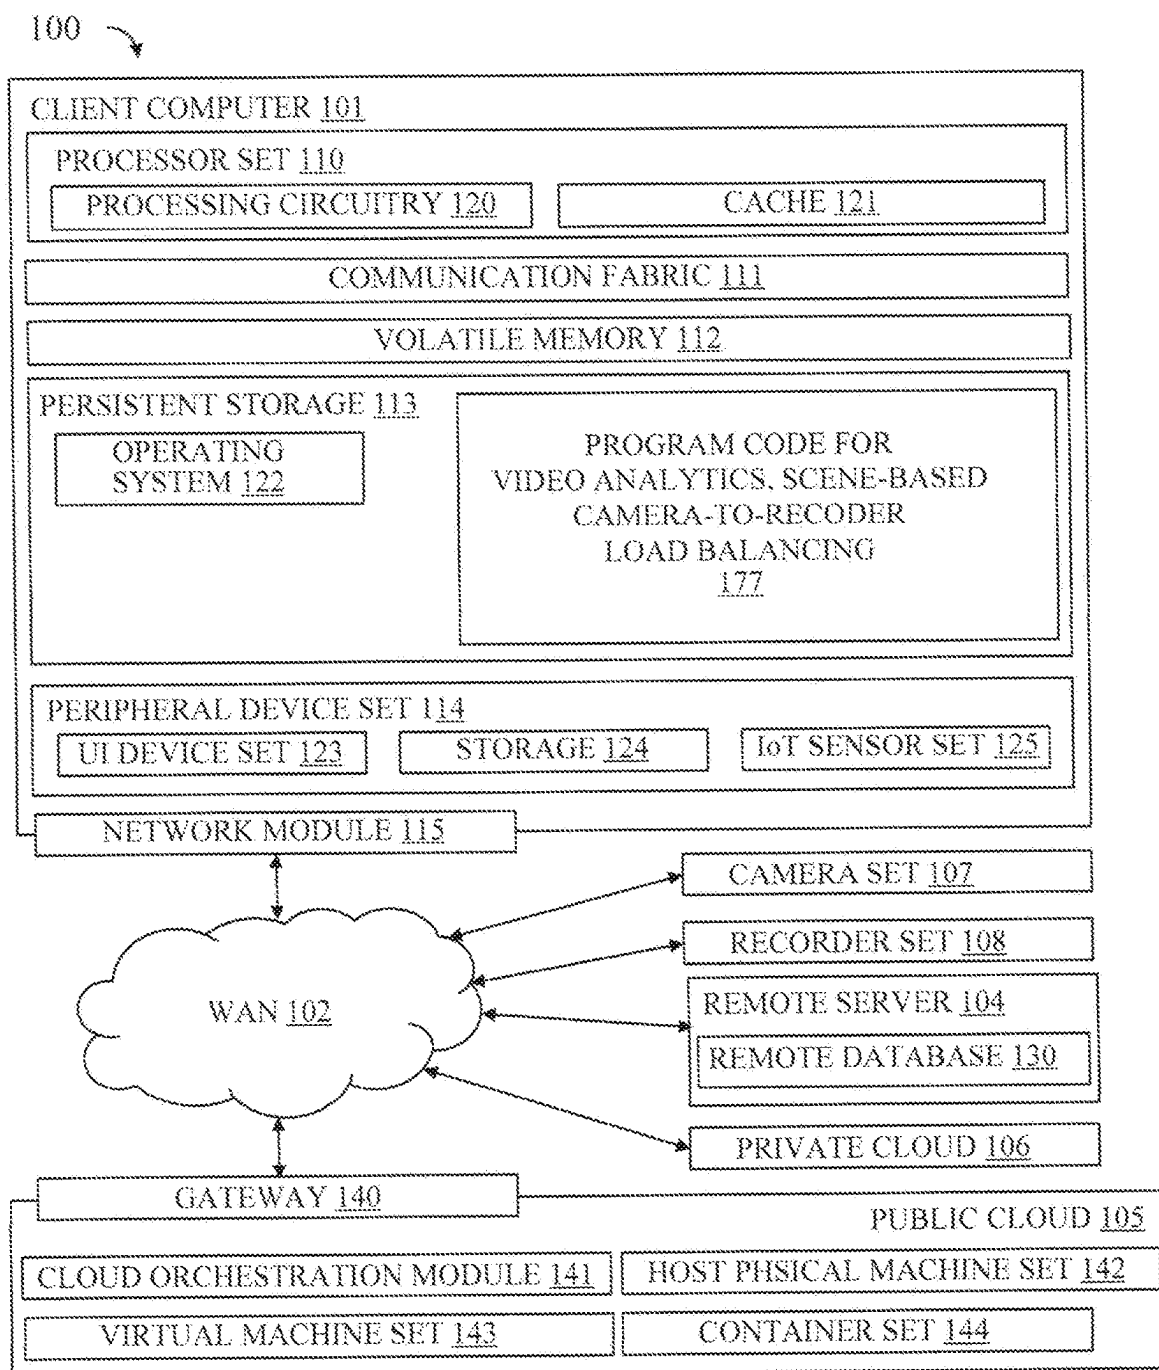 100
CLIENT COMPUTER 101
PROCESSOR SET 110
PROCESSING CIRCUITRY 120
CACHE 121
COMMUNICATION FABRIC 111
VOLATILE MEMORY 112
PERSISTENT STORAGE 113
OPERATING
SYSTEM 122
PROGRAM CODE FOR
VIDEO ANALYTICS, SCENE-BASED
CAMERA-TO-RECODER
LOAD BALANCING
177
PERIPHERAL DEVICE SET 114
UI DEVICE SET 123
STORAGE 124
IoT SENSOR SET 125
NETWORK MODULE 115
CAMERA SET 107
RECORDER SET 108
WAN 102
REMOTE SERVER 104
REMOTE DATABASE 130
PRIVATE CLOUD 106
GATEWAY 140
PUBLIC CLOUD 105
CLOUD ORCHESTRATION MODULE 141
HOST PHSICAL MACHINE SET 142
VIRTUAL MACHINE SET 143
CONTAINER SET 144